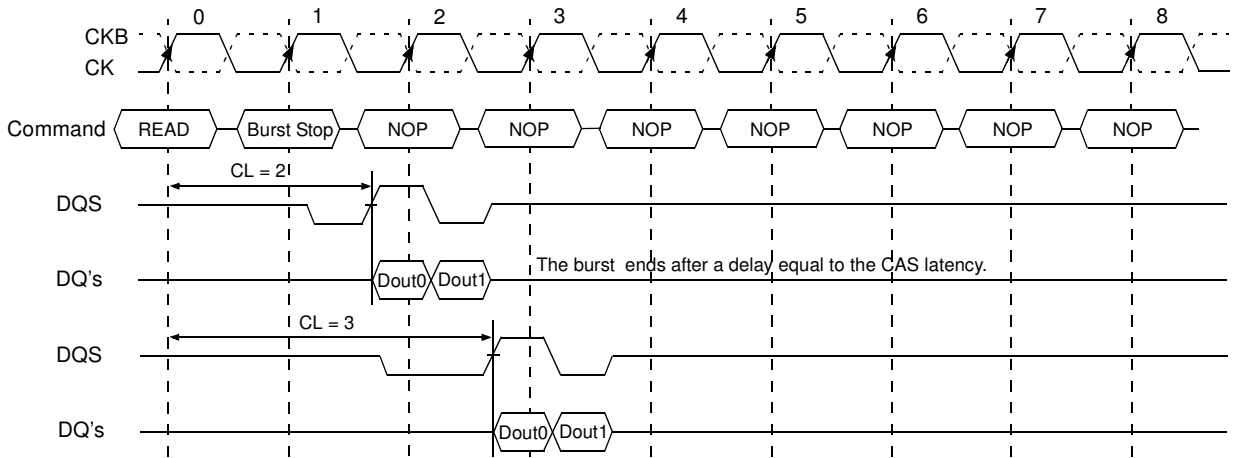 0 1 2 3 4 5 6 7 8
CKB
CK
Command READ Burst Stop NOP NOP NOP NOP NOP NOP NOP
CL = 2
DQS
DQ's Dout0 Dout1 The burst ends after a delay equal to the CAS latency.
CL = 3
DQS
DQ's Dout0 Dout1